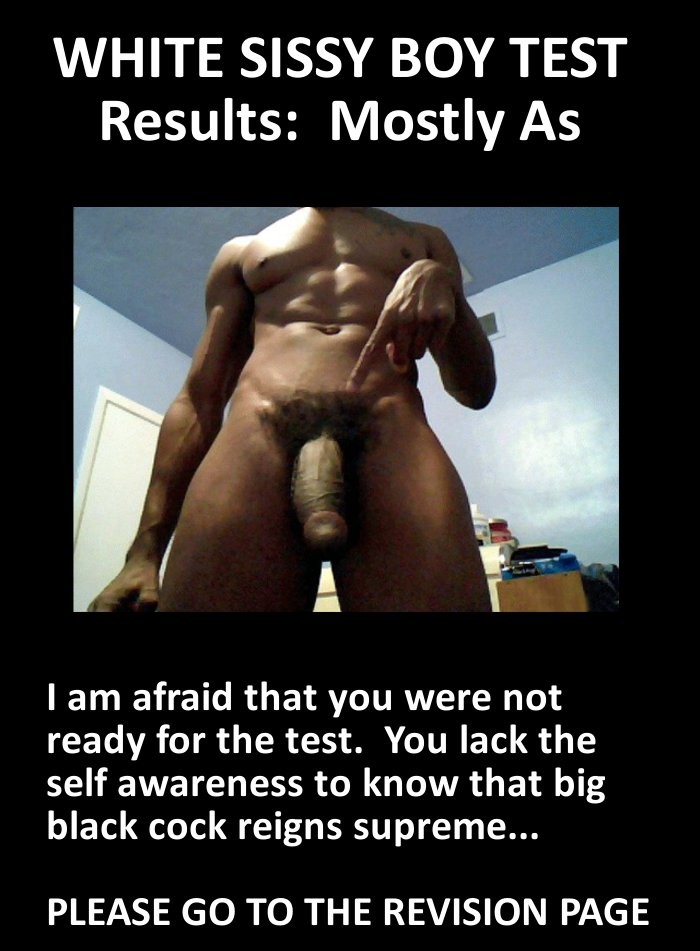 WHITE SISSY BOY TEST
Results:  Mostly As
I am afraid that you were not
ready for the test.  You lack the
self awareness to know that big
black cock reigns supreme...
PLEASE GO TO THE REVISION PAGE